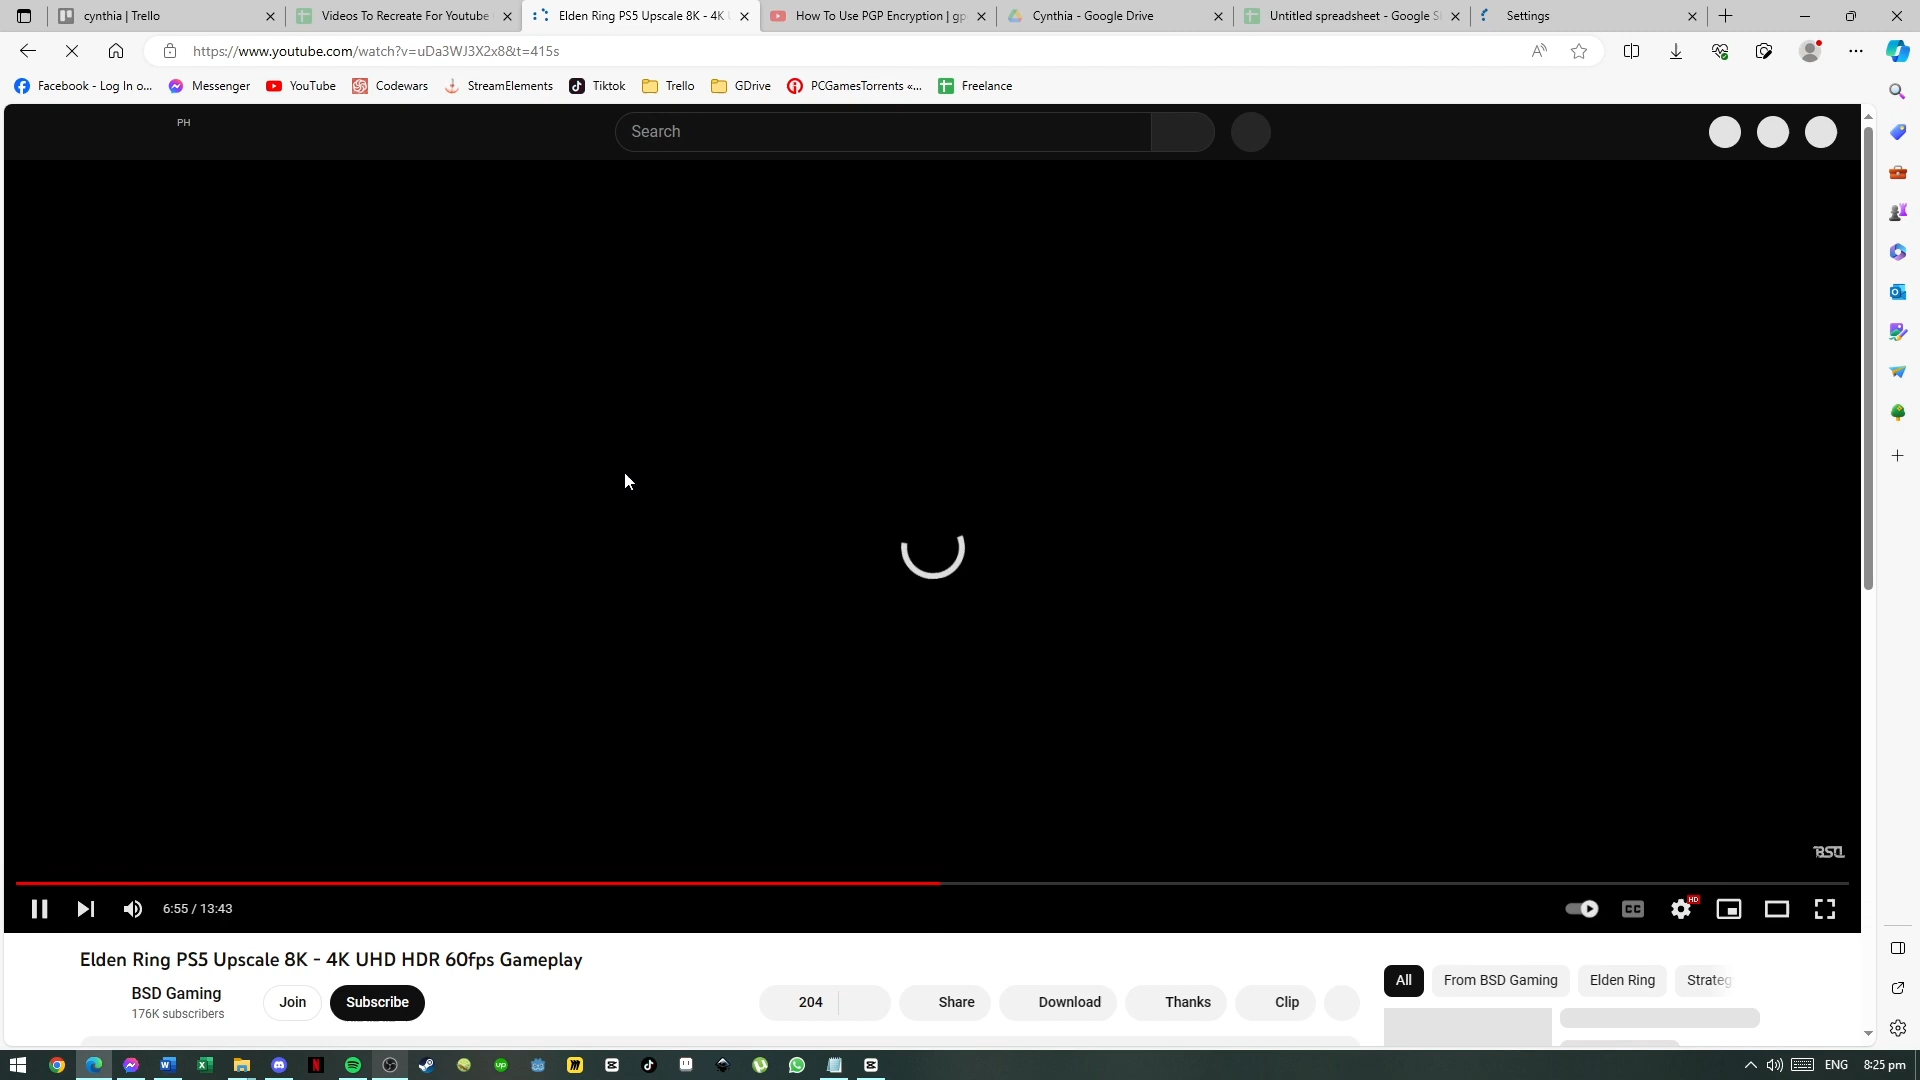 cynthia | Trello
Videos To Recreate For Youtube
Elden Ring PS5 Upscale 8K - 4K
How To Use PGP Encryption | gp
Cynthia - Google Drive
Untitled spreadsheet - Google S
Settings
https://www.youtube.com/watch?v=uDa3WJ3X2x8&t=415s
Facebook - Log In o...
Messenger
YouTube
Codewars
StreamElements
Tiktok
Trello
GDrive
PCGamesTorrents «...
Freelance
PH
Search
BSD
6:55 / 13:43
CC
HD
Elden Ring PS5 Upscale 8K - 4K UHD HDR 60fps Gameplay
BSD Gaming
176K subscribers
Join
Subscribe
204
Share
Download
Thanks
Clip
All
From BSD Gaming
Elden Ring
Strateg
ENG
8:25 pm